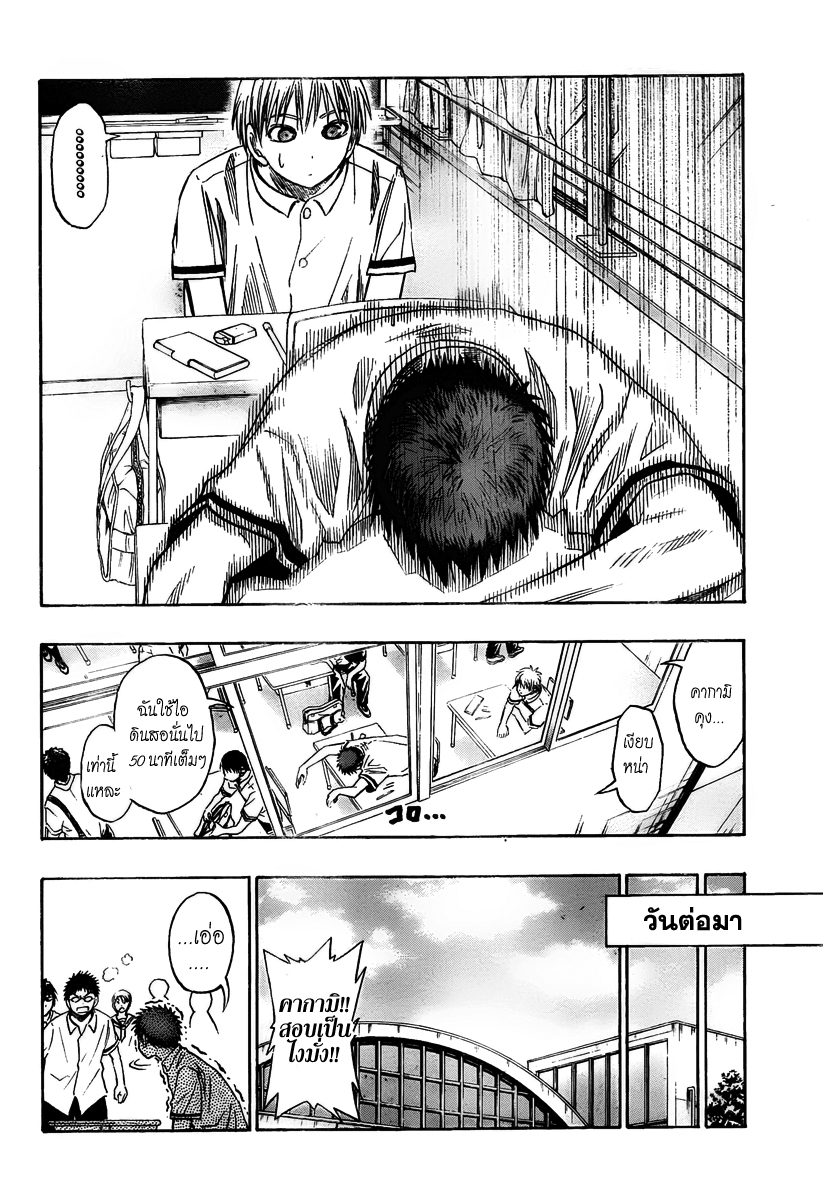 ..........
คากามิ
คุง...
เงียบ
หน่า
ฉันใช้ไอ
ดินสอนั่นไป
50 นาทีเต็มๆ
เท่านี้
แหละ
コロ...
วันต่อมา
คากามิ!!
สอบเป็น
ไงมั่ง!!
...เอ่อ
....